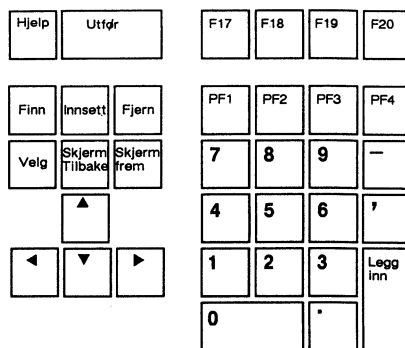 Hjelp Utfør F17 F18 F19 F20
Finn Innsett Fjern PF1 PF2 PF3 PF4
Velg Skjerm Tilbake Skjerm frem 7 8 9 –
4 5 6 ,
1 2 3 Legg inn
0 .